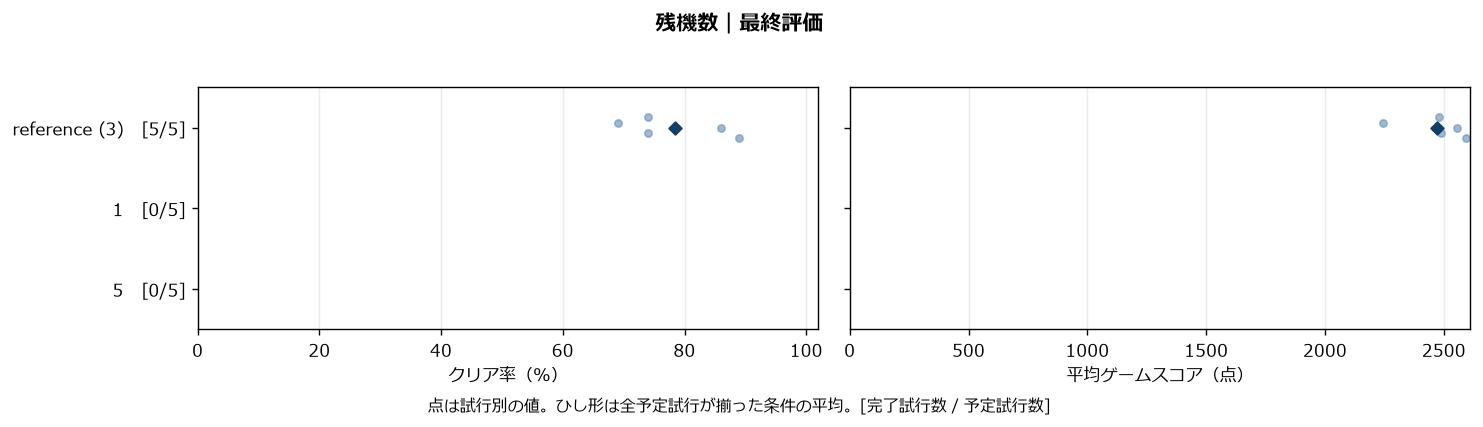 残機数 | 最終評価
reference (3) [5/5]
1 [0/5]
5 [0/5]
0 20 40 60 80 100
クリア率（%）
0 500 1000 1500 2000 2500
平均ゲームスコア（点）
点は試行別の値。ひし形は全予定試行が揃った条件の平均。[完了試行数 / 予定試行数]